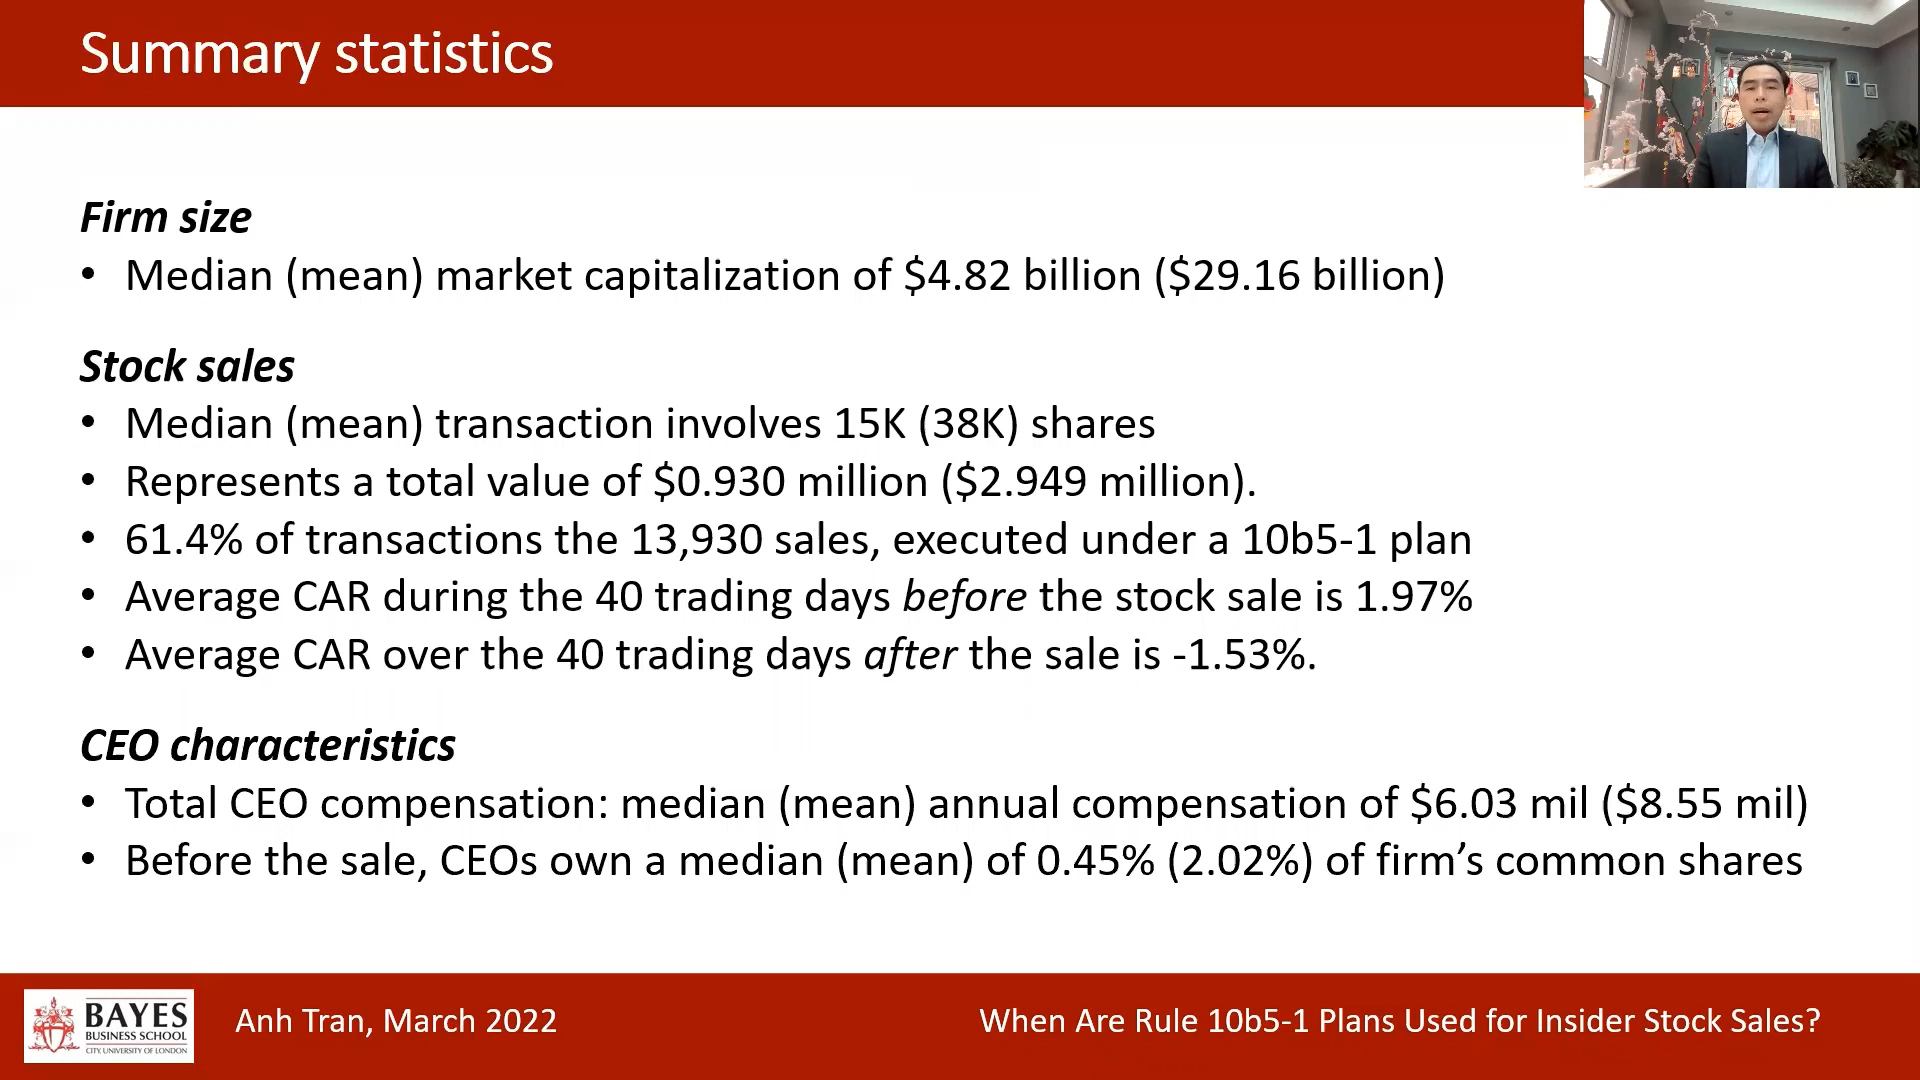 Summary statistics
Firm size
• Median (mean) market capitalization of $4.82 billion ($29.16 billion)
Stock sales
• Median (mean) transaction involves 15K (38K) shares
• Represents a total value of $0.930 million ($2.949 million).
• 61.4% of transactions the 13,930 sales, executed under a 10b5-1 plan
• Average CAR during the 40 trading days before the stock sale is 1.97%
• Average CAR over the 40 trading days after the sale is -1.53%.
CEO characteristics
• Total CEO compensation: median (mean) annual compensation of $6.03 mil ($8.55 mil)
• Before the sale, CEOs own a median (mean) of 0.45% (2.02%) of firm’s common shares
BAYES
BUSINESS SCHOOL
CITY, UNIVERSITY OF LONDON
Anh Tran, March 2022
When Are Rule 10b5-1 Plans Used for Insider Stock Sales?